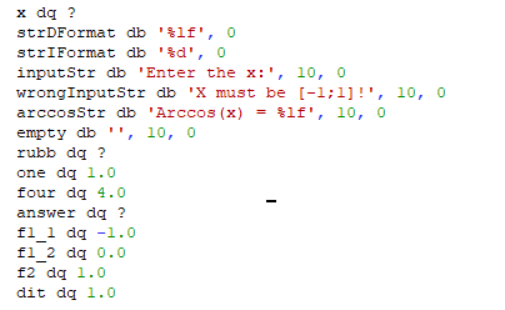 x dq ?
strDFormat db '%lf', 0
strIFormat db '%d', 0
inputStr db 'Enter the x:', 10, 0
wrongInputStr db 'X must be [-1;1]!', 10, 0
arccosStr db 'Arccos(x) = %lf', 10, 0
empty db '', 10, 0
rubb dq ?
one dq 1.0
four dq 4.0
answer dq ?
f1_1 dq -1.0
f1_2 dq 0.0
f2 dq 1.0
dit dq 1.0